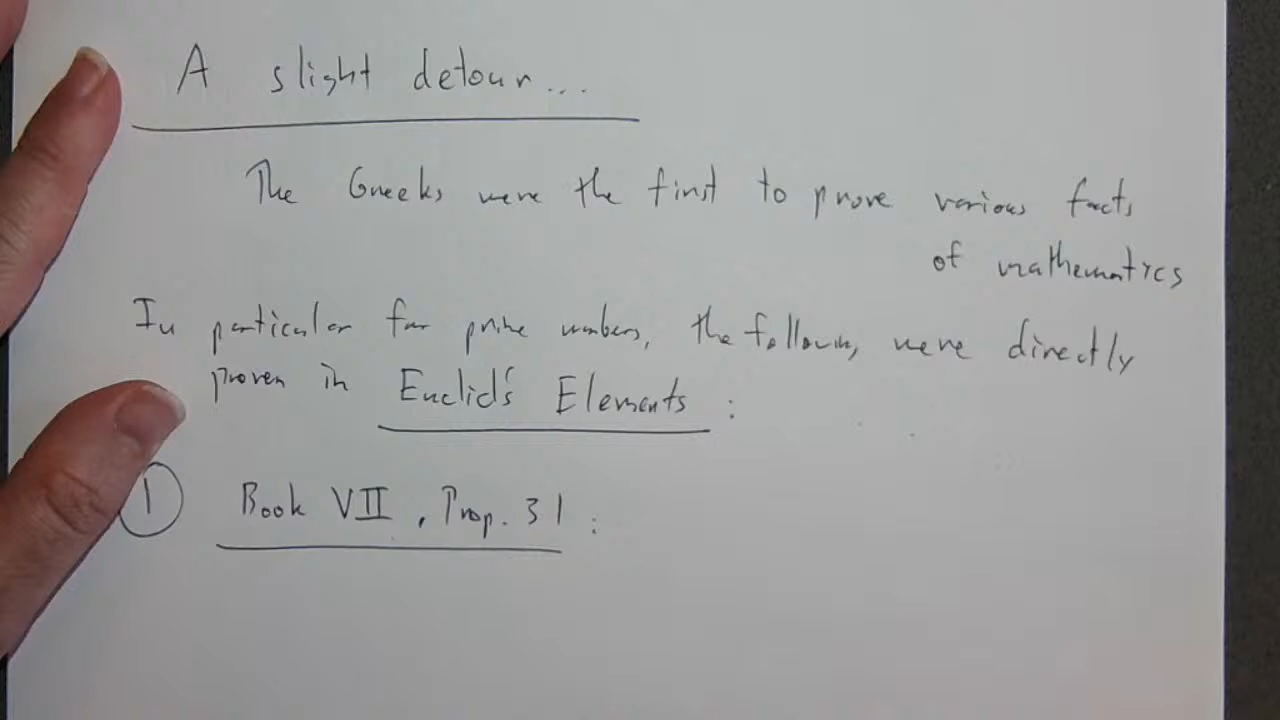 A slight detour...
The Greeks were the first to prove various facts
of mathematics
In particular for prime numbers, the following were directly
proven in Euclid's Elements :
1 Book VII, Prop. 31 :